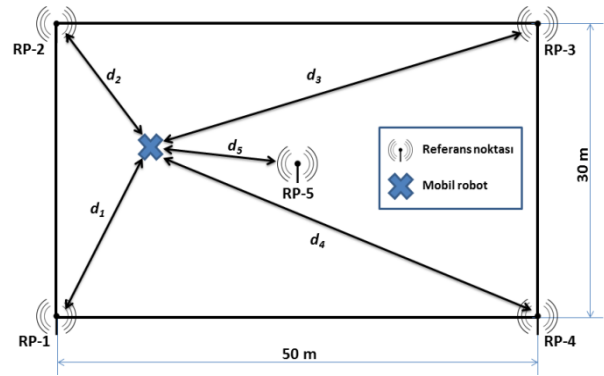 RP-2
RP-3
d2
d3
d5
RP-5
Referans noktası
Mobil robot
30 m
d1
d4
RP-1
RP-4
50 m